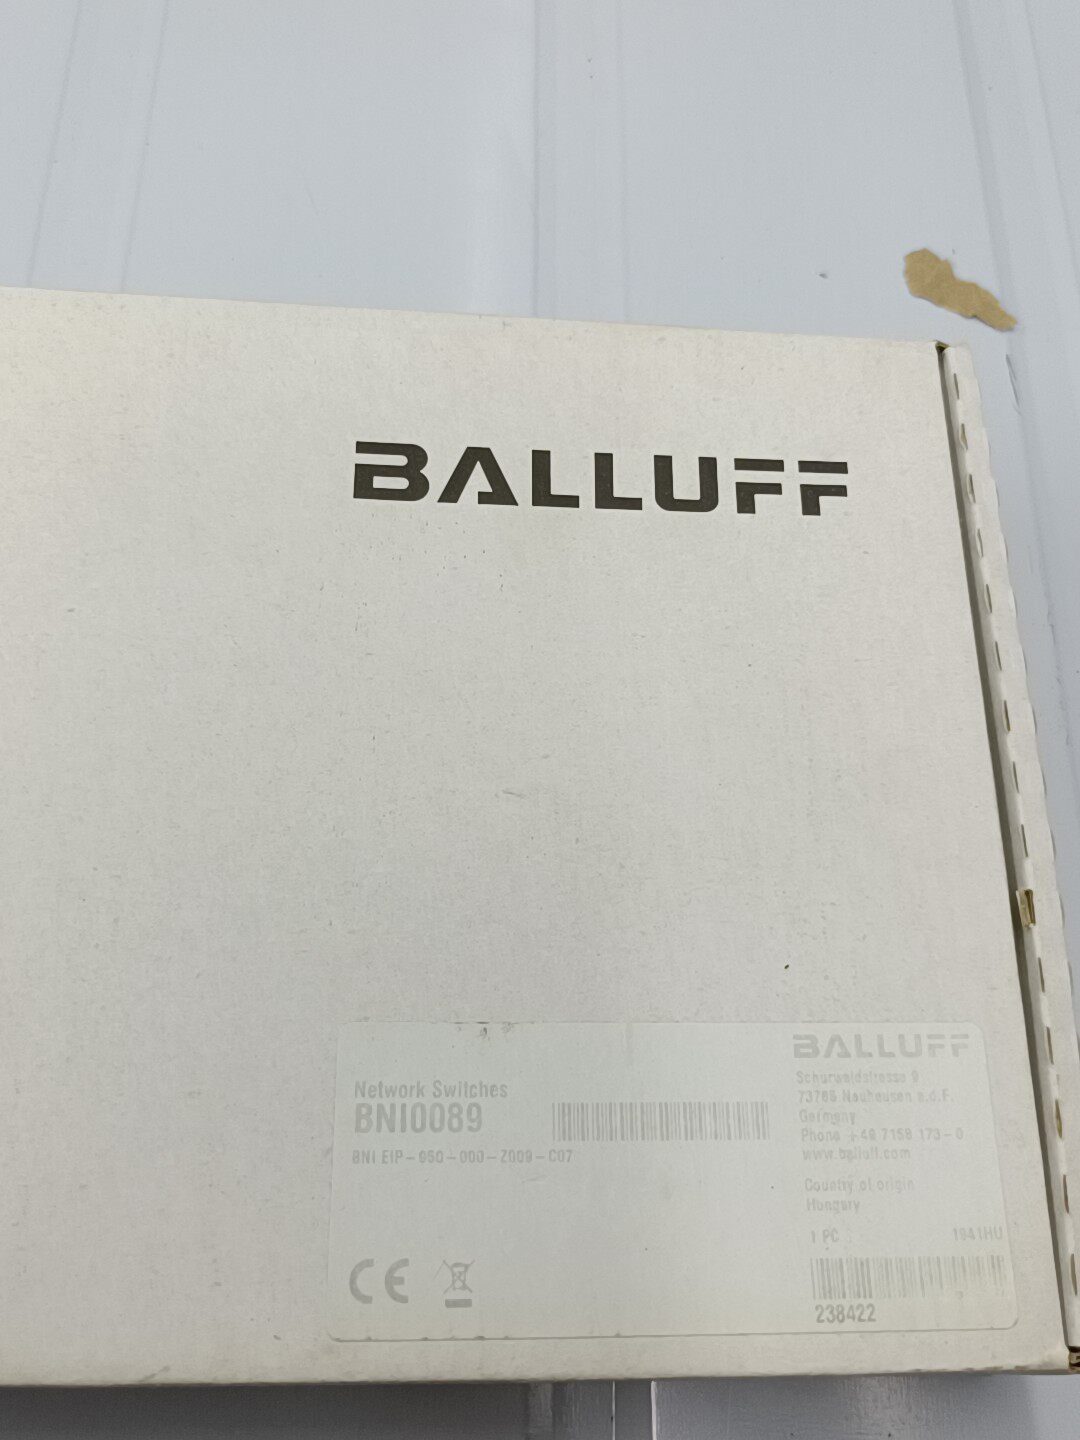 BALLUFF
BALLUFF
Network Switches
BNI0089
BNI EIP-950-000-Z009-C07
Schurwaldstrasse 9
73765 Neuhausen a.d.F.
Germany
Phone +49 7158 173-0
www.balluff.com
Country of origin
Hungary
1 PC
1941HU
CE
238422